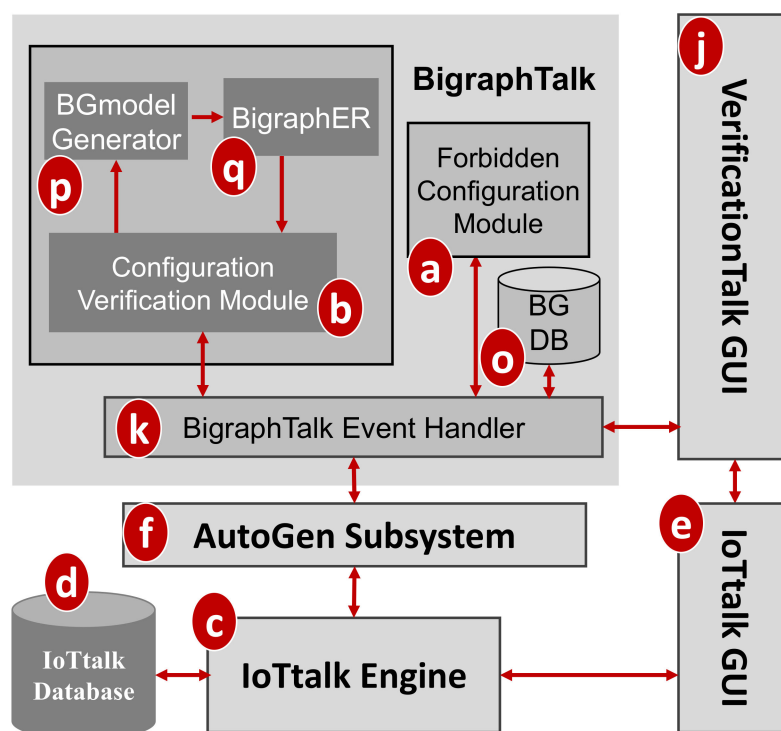 BigraphTalk
BGmodel
Generator
p
BigraphER
q
Configuration
Verification Module
b
Forbidden
Configuration
Module
a
BG
DB
o
k
BigraphTalk Event Handler
j
VerificationTalk GUI
f
AutoGen Subsystem
e
IoTtalk GUI
d
IoTtalk
Database
c
IoTtalk Engine